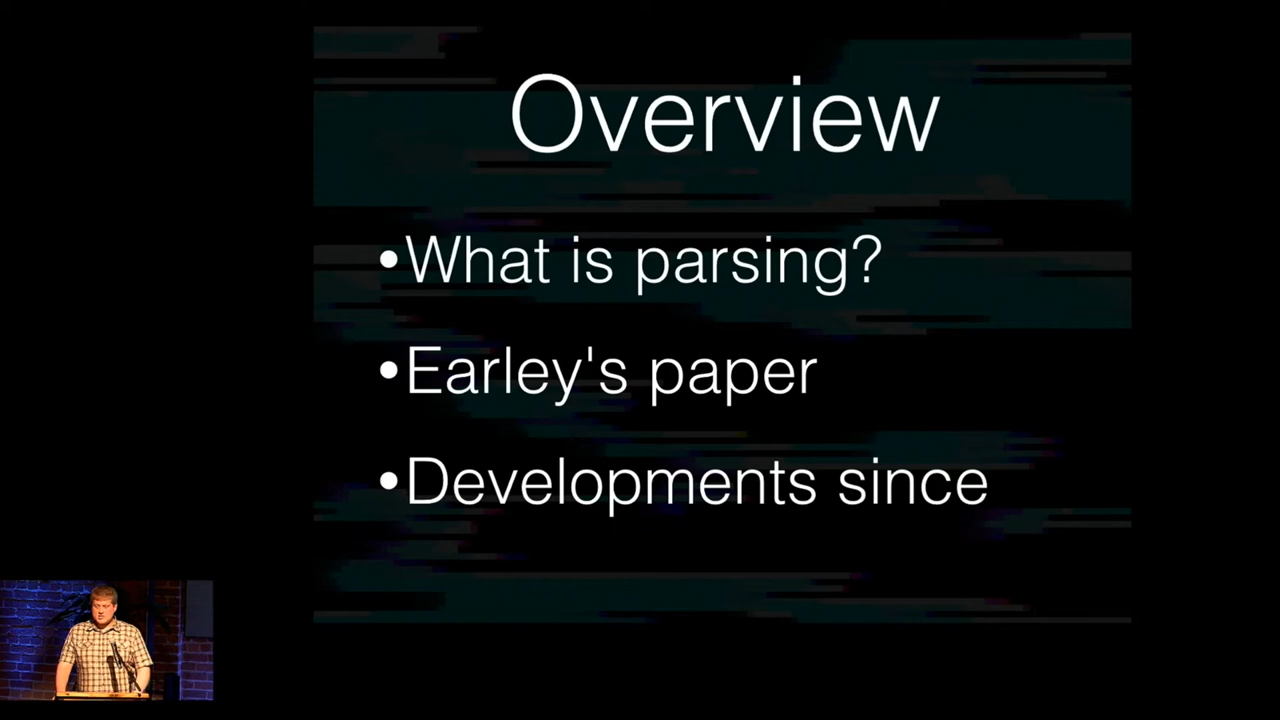 Overview
•What is parsing?
•Earley's paper
•Developments since